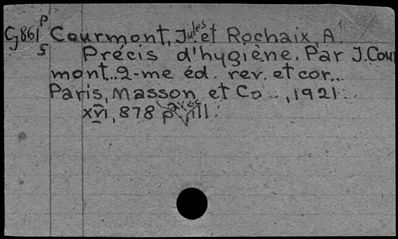 G861 P/5 Courmont, Jules et Rochaix, A
Précis d'hygiène. Par J. Cour
mont.. 2-me éd. rev. et cor..
Paris, Masson et Co.., 1921.
XVI, 878 p. avec ill.